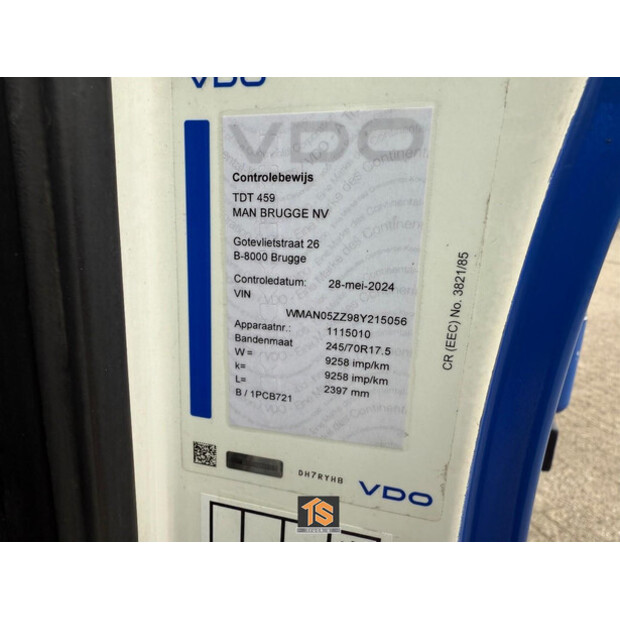 VDO
VDO
Controlebewijs
TDT 459
MAN BRUGGE NV
Gotevlietstraat 26
B-8000 Brugge
Controledatum: 28-mei-2024
VIN
WMAN05ZZ98Y215056
Apparaatnr.: 1115010
Bandenmaat 245/70R17.5
W= 9258 imp/km
k= 9258 imp/km
L= 2397 mm
B / 1PCB721
CR (EEC) No. 3821/85
DH7RYHB
VDO
TS